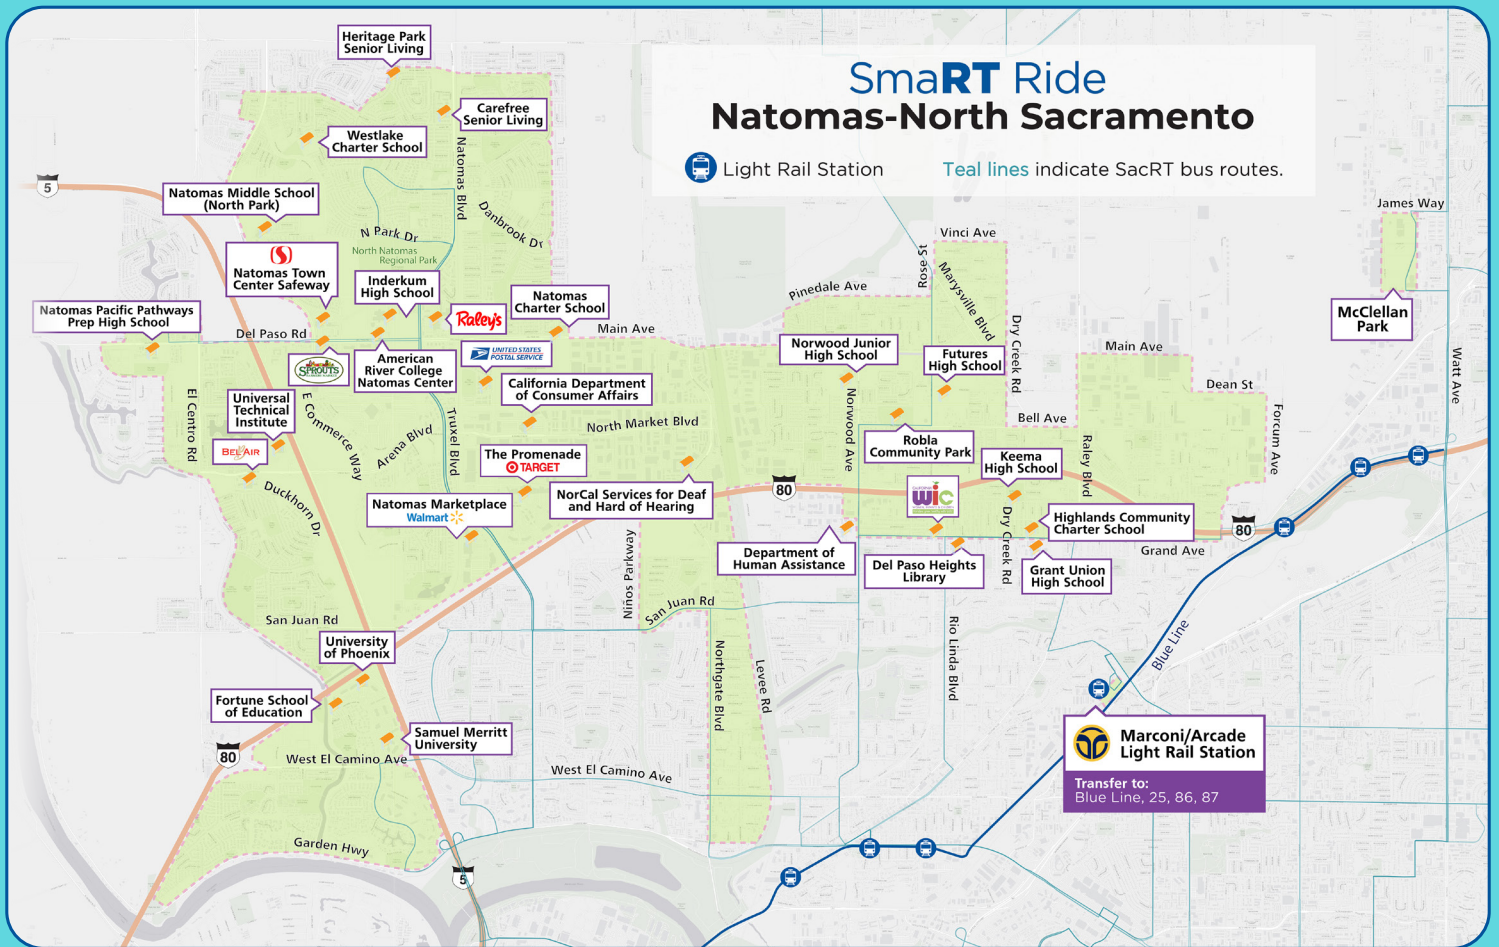 Heritage Park
Senior Living
SmaRT Ride
Natomas-North Sacramento
Light Rail Station
Teal lines indicate SacRT bus routes.
Carefree
Senior Living
Westlake
Charter School
Natomas Blvd
5
Natomas Middle School
(North Park)
James Way
Danbrook Dr
N Park Dr
North Natomas
Regional Park
Vinci Ave
Rose St
Marysville Blvd
Natomas Town
Center Safeway
Inderkum
High School
Pinedale Ave
Natomas
Charter School
Natomas Pacific Pathways
Prep High School
Raley's
McClellan
Park
Del Paso Rd
Main Ave
Dry Creek Rd
Norwood Junior
High School
Futures
High School
Main Ave
Watt Ave
SPROUTS
American
River College
Natomas Center
UNITED STATES
POSTAL SERVICE
California Department
of Consumer Affairs
Dean St
El Centro Rd
Universal
Technical
Institute
E Commerce Way
Arena Blvd
Truxel Blvd
North Market Blvd
Norwood Ave
Bell Ave
Forcum Ave
Robla
Community Park
Raley Blvd
BEL AIR
The Promenade
TARGET
Keema
High School
Duckhorn Dr
Natomas Marketplace
Walmart
NorCal Services for Deaf
and Hard of Hearing
80
wic
Highlands Community
Charter School
80
Dry Creek Rd
Grand Ave
Department of
Human Assistance
Del Paso Heights
Library
Grant Union
High School
Niños Parkway
San Juan Rd
San Juan Rd
University
of Phoenix
Northgate Blvd
Levee Rd
Rio Linda Blvd
Blue Line
Fortune School
of Education
Samuel Merritt
University
80
West El Camino Ave
West El Camino Ave
Marconi/Arcade
Light Rail Station
Transfer to:
Blue Line, 25, 86, 87
Garden Hwy
5